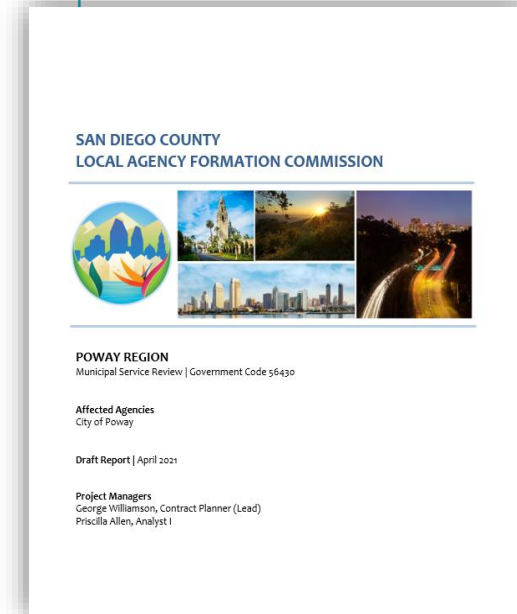 SAN DIEGO COUNTY
LOCAL AGENCY FORMATION COMMISSION
POWAY REGION
Municipal Service Review | Government Code 56430
Affected Agencies
City of Poway
Draft Report | April 2021
Project Managers
George Williamson, Contract Planner (Lead)
Priscilla Allen, Analyst I